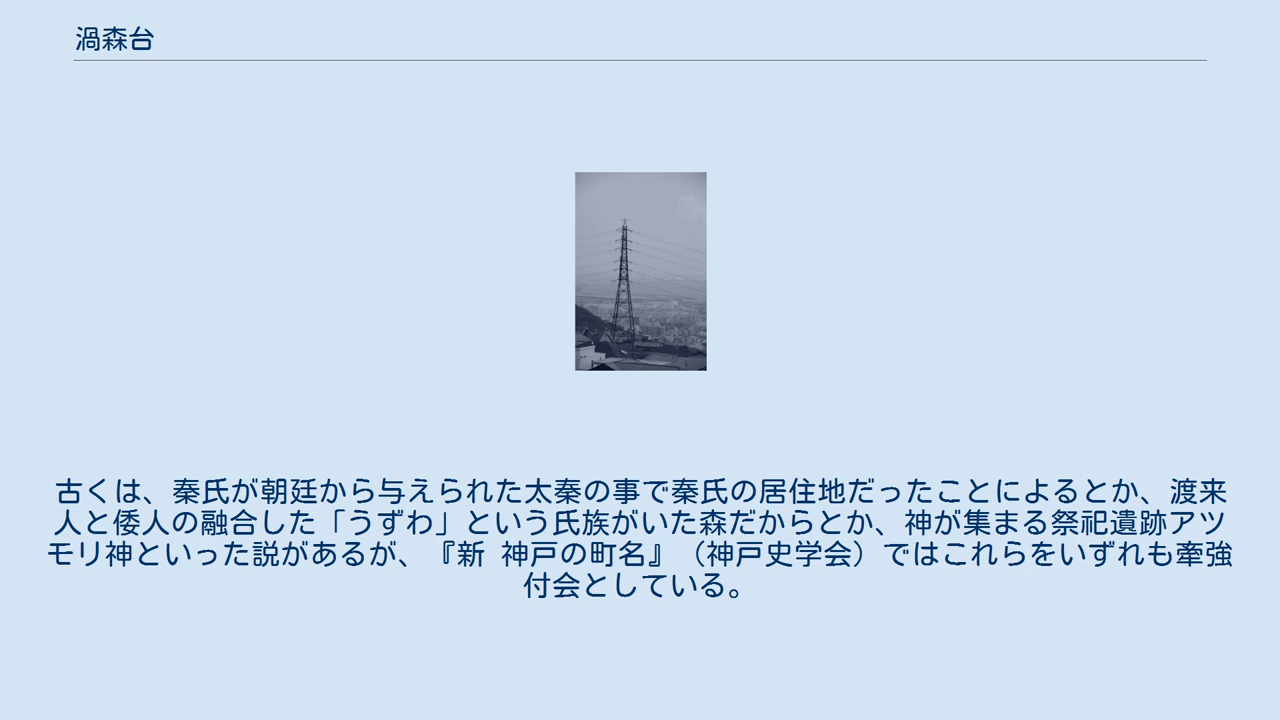 渦森台
古くは、秦氏が朝廷から与えられた太秦の事で秦氏の居住地だったことによるとか、渡来
人と倭人の融合した「うずわ」という氏族がいた森だからとか、神が集まる祭祀遺跡アツ
モリ神といった説があるが、『新 神戸の町名』（神戸史学会）ではこれらをいずれも牽強
付会としている。